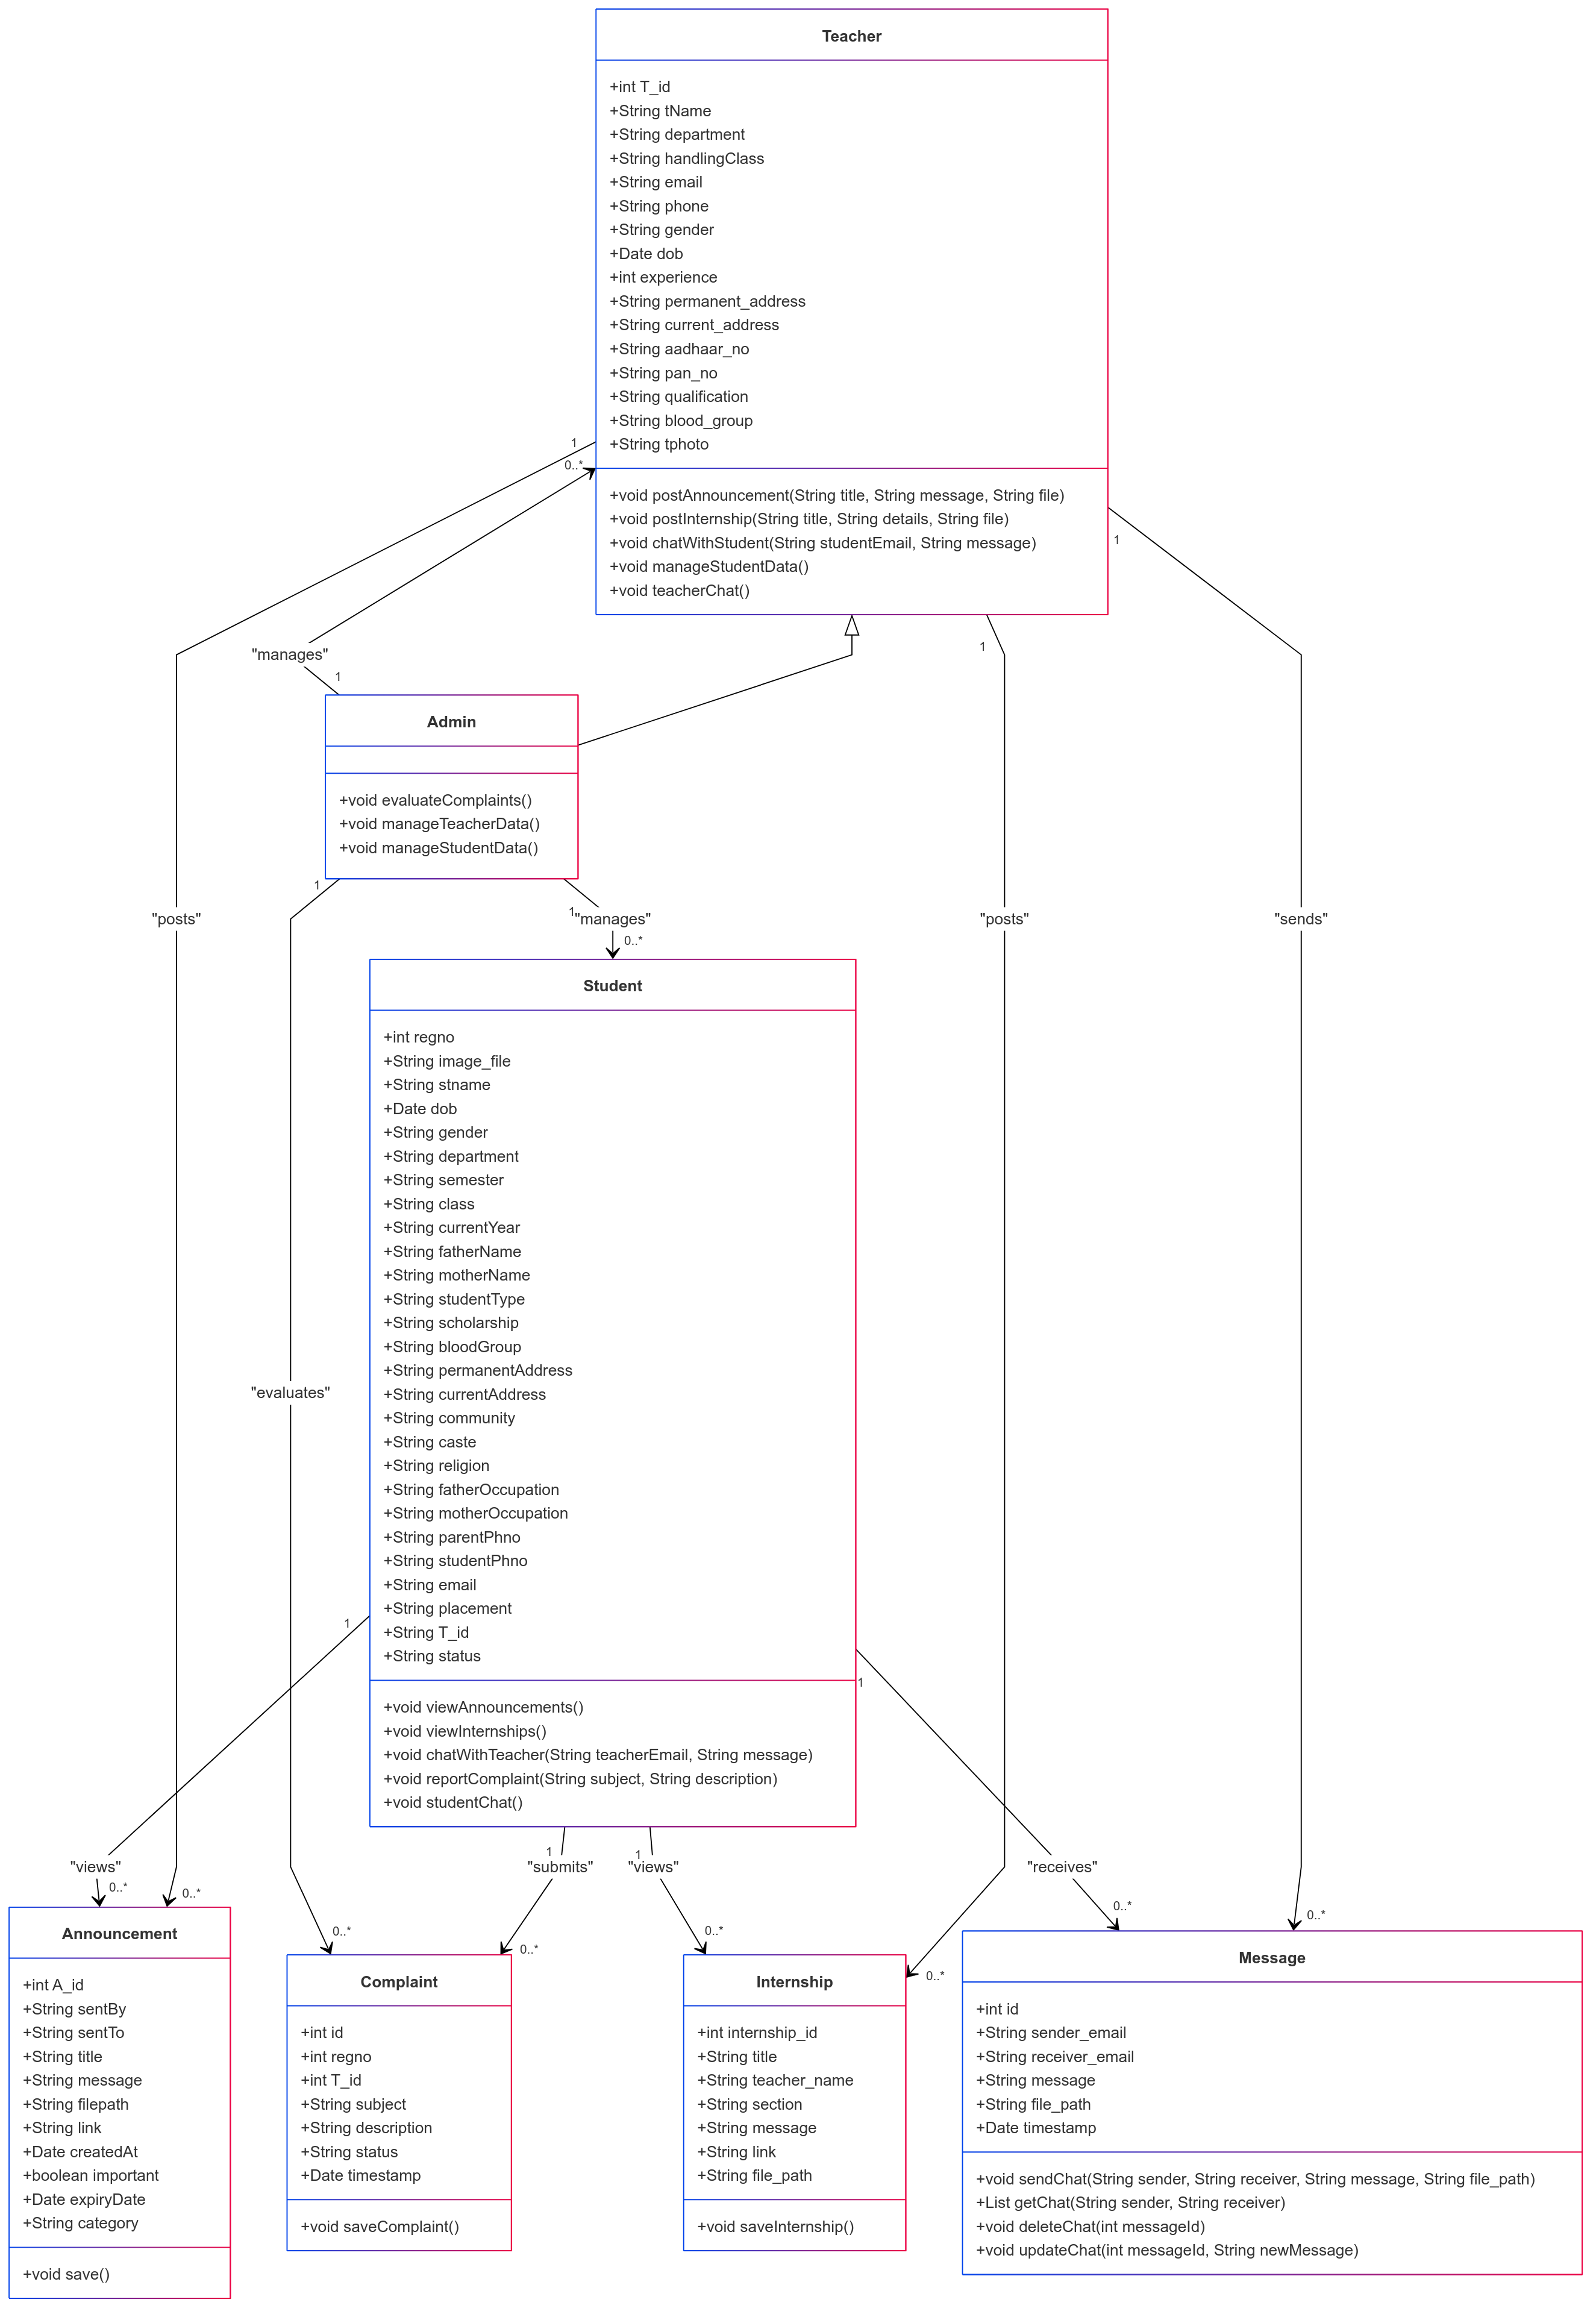 Teacher
+int T_id
+String tName
+String department
+String handlingClass
+String email
+String phone
+String gender
+Date dob
+int experience
+String permanent_address
+String current_address
+String aadhaar_no
+String pan_no
+String qualification
+String blood_group
+String tphoto
+void postAnnouncement(String title, String message, String file)
+void postInternship(String title, String details, String file)
+void chatWithStudent(String studentEmail, String message)
+void manageStudentData()
+void teacherChat()
1
0..*
1
1
"manages"
1
Admin
+void evaluateComplaints()
+void manageTeacherData()
+void manageStudentData()
1
1
"posts"
"manages"
"posts"
"sends"
0..*
Student
+int regno
+String image_file
+String stname
+Date dob
+String gender
+String department
+String semester
+String class
+String currentYear
+String fatherName
+String motherName
+String studentType
+String scholarship
+String bloodGroup
+String permanentAddress
+String currentAddress
+String community
+String caste
+String religion
+String fatherOccupation
+String motherOccupation
+String parentPhno
+String studentPhno
+String email
+String placement
+String T_id
+String status
+void viewAnnouncements()
+void viewInternships()
+void chatWithTeacher(String teacherEmail, String message)
+void reportComplaint(String subject, String description)
+void studentChat()
"evaluates"
1
1
1
1
"views"
"submits"
"views"
"receives"
0..*
0..*
0..*
0..*
0..*
0..*
0..*
0..*
Announcement
+int A_id
+String sentBy
+String sentTo
+String title
+String message
+String filepath
+String link
+Date createdAt
+boolean important
+Date expiryDate
+String category
+void save()
Complaint
+int id
+int regno
+int T_id
+String subject
+String description
+String status
+Date timestamp
+void saveComplaint()
Internship
+int internship_id
+String title
+String teacher_name
+String section
+String message
+String link
+String file_path
+void saveInternship()
Message
+int id
+String sender_email
+String receiver_email
+String message
+String file_path
+Date timestamp
+void sendChat(String sender, String receiver, String message, String file_path)
+List getChat(String sender, String receiver)
+void deleteChat(int messageId)
+void updateChat(int messageId, String newMessage)